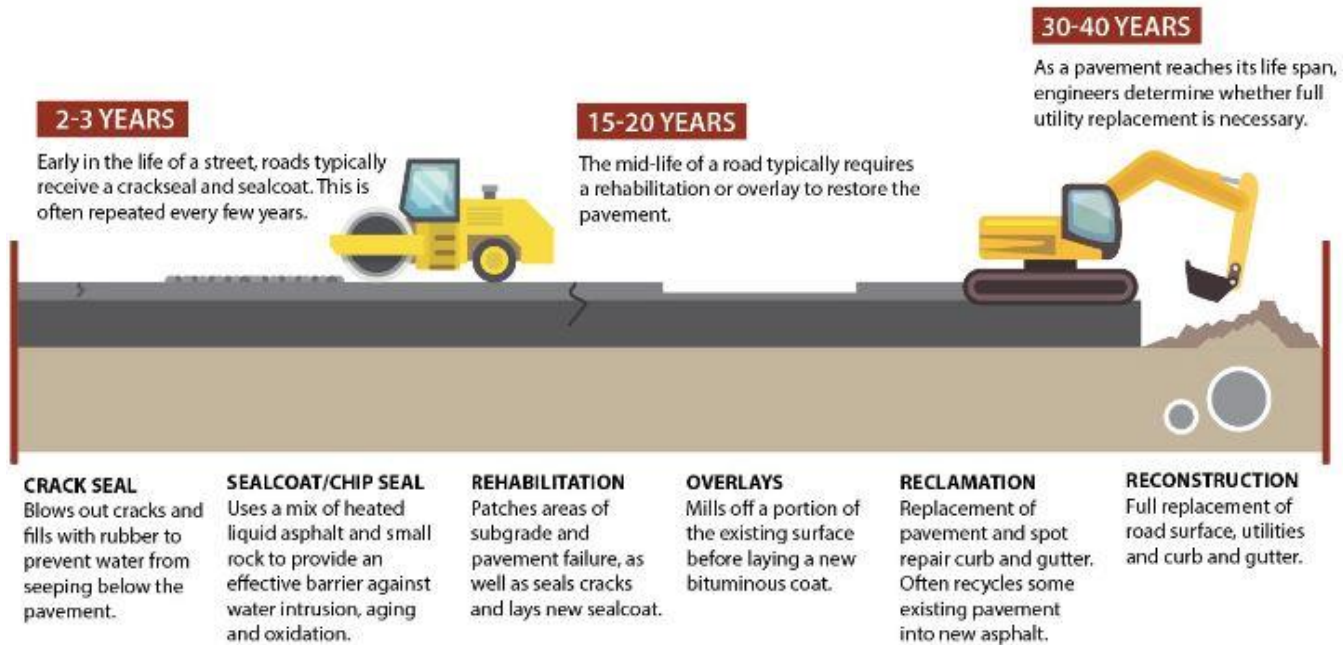 2-3 YEARS
Early in the life of a street, roads typically
receive a crackseal and sealcoat. This is
often repeated every few years.
15-20 YEARS
The mid-life of a road typically requires
a rehabilitation or overlay to restore the
pavement.
30-40 YEARS
As a pavement reaches its life span,
engineers determine whether full
utility replacement is necessary.
CRACK SEAL
Blows out cracks and
fills with rubber to
prevent water from
seeping below the
pavement.
SEALCOAT/CHIP SEAL
Uses a mix of heated
liquid asphalt and small
rock to provide an
effective barrier against
water intrusion, aging
and oxidation.
REHABILITATION
Patches areas of
subgrade and
pavement failure, as
well as seals cracks
and lays new sealcoat.
OVERLAYS
Mills off a portion of
the existing surface
before laying a new
bituminous coat.
RECLAMATION
Replacement of
pavement and spot
repair curb and gutter.
Often recycles some
existing pavement
into new asphalt.
RECONSTRUCTION
Full replacement of
road surface, utilities
and curb and gutter.